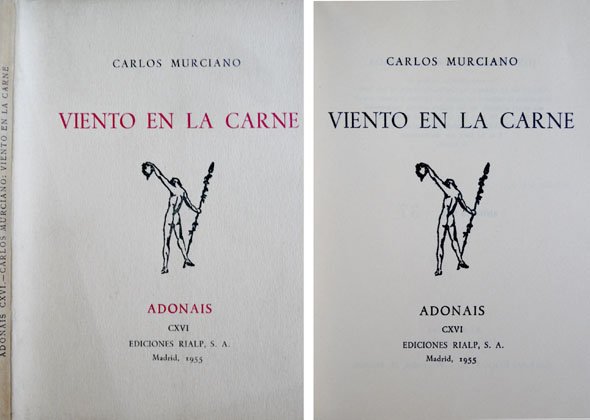 ADONAIS CXVI.—CARLOS MURCIANO: VIENTO EN LA CARNE
CARLOS MURCIANO
VIENTO EN LA CARNE
ADONAIS
CXVI
EDICIONES RIALP, S. A.
Madrid, 1955
CARLOS MURCIANO
VIENTO EN LA CARNE
ADONAIS
CXVI
EDICIONES RIALP, S. A.
Madrid, 1955